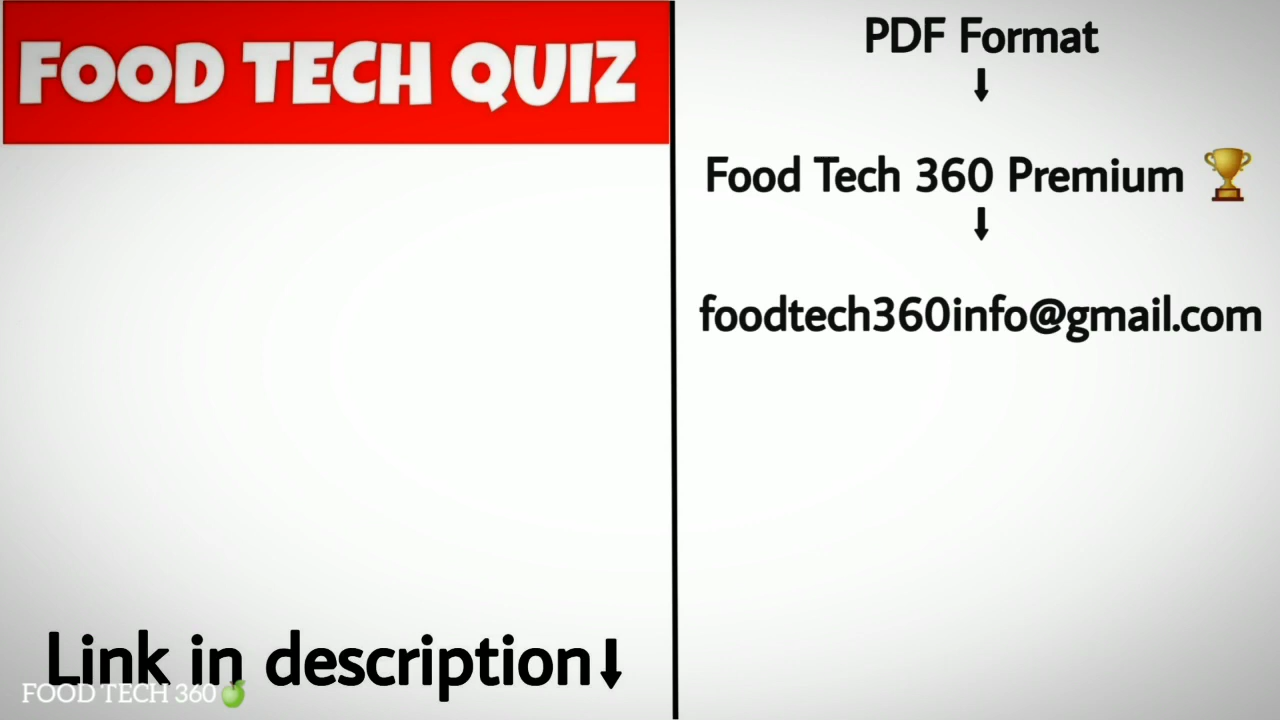 FOOD TECH QUIZ
Link in description⬇
FOOD TECH 360🍏
PDF Format
⬇
Food Tech 360 Premium 🏆
⬇
foodtech360info@gmail.com